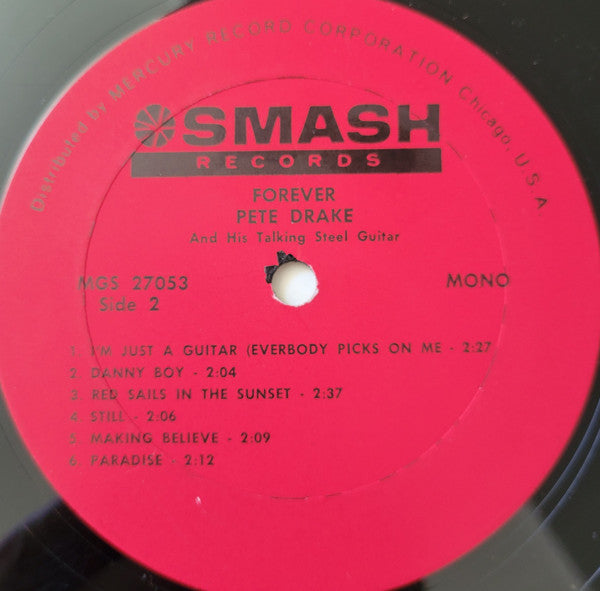 Distributed by MERCURY RECORD CORPORATION Chicago, U.S.A.
SMASH
RECORDS
FOREVER
PETE DRAKE
And His Talking Steel Guitar
MGS 27053
MONO
Side 2
1. I'M JUST A GUITAR (EVERBODY PICKS ON ME - 2:27
2. DANNY BOY - 2:04
3. RED SAILS IN THE SUNSET - 2:37
4. STILL - 2:06
5. MAKING BELIEVE - 2:09
6. PARADISE - 2:12